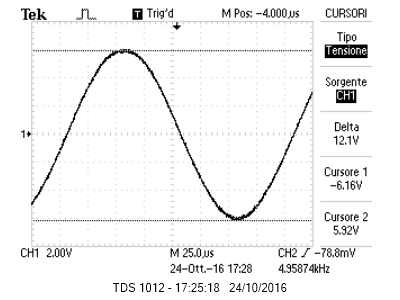 Tek T Trig'd M Pos: -4.000µs CURSORI
Tipo
Tensione
Sorgente
CH1
Delta
12.1V
Cursore 1
-6.16V
Cursore 2
5.92V
1
CH1 2.00V M 25.0µs CH2 / -78.8mV
24-Ott.-16 17:28 4.95874kHz
TDS 1012 - 17:25:18 24/10/2016